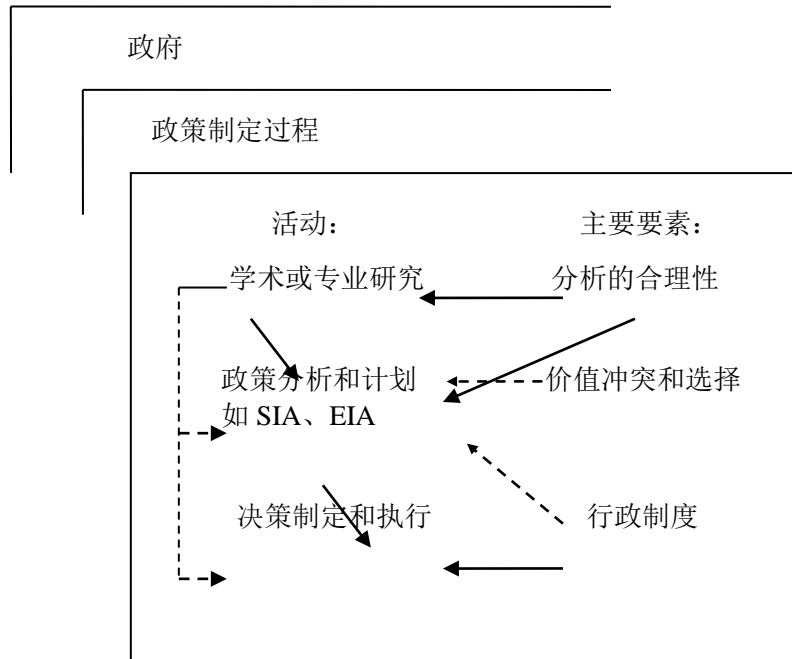 政府
政策制定过程
活动： 主要要素：
学术或专业研究 分析的合理性
政策分析和计划 价值冲突和选择
如 SIA、EIA
决策制定和执行 行政制度